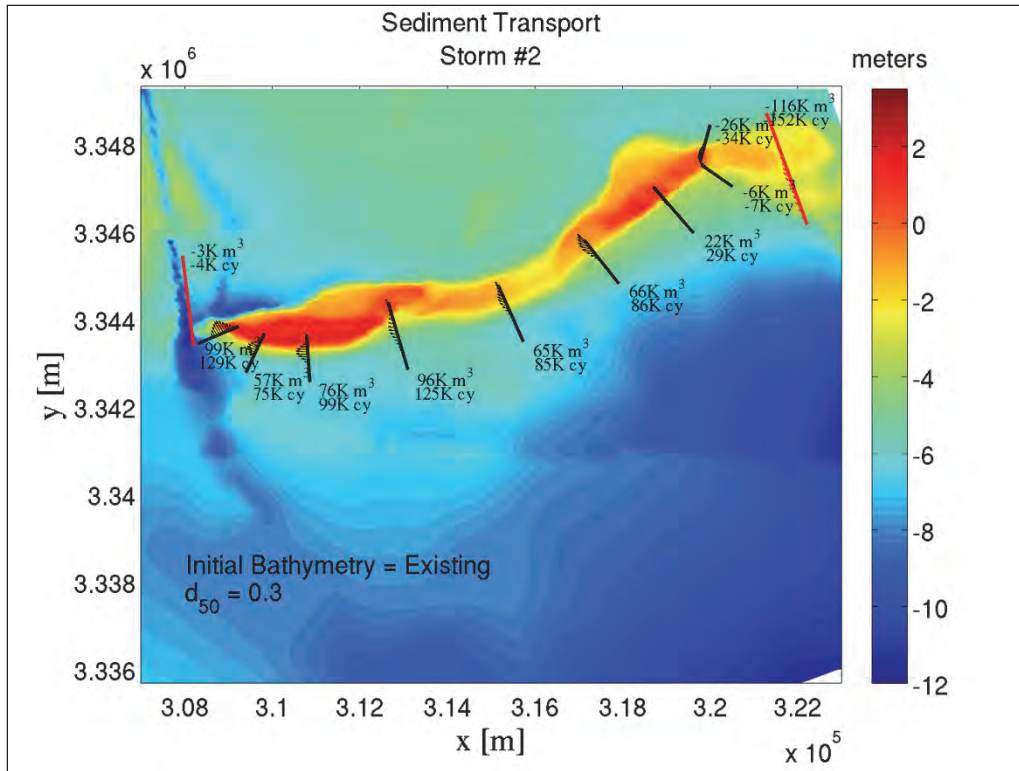 Sediment Transport
Storm #2
x 10^6
meters
-116K m^3
-152K cy
-26K m
-34K cy
-6K m^3
-7K cy
22K m^3
29K cy
66K m^3
86K cy
65K m^3
85K cy
96K m^3
125K cy
76K m^3
99K cy
57K m^3
75K cy
99K m
129K cy
-3K m^3
-4K cy
3.348
3.346
3.344
3.342
3.34
3.338
3.336
y [m]
Initial Bathymetry = Existing
d_50 = 0.3
3.08
3.1
3.12
3.14
3.16
3.18
3.2
3.22
x [m]
x 10^5
2
0
-2
-4
-6
-8
-10
-12